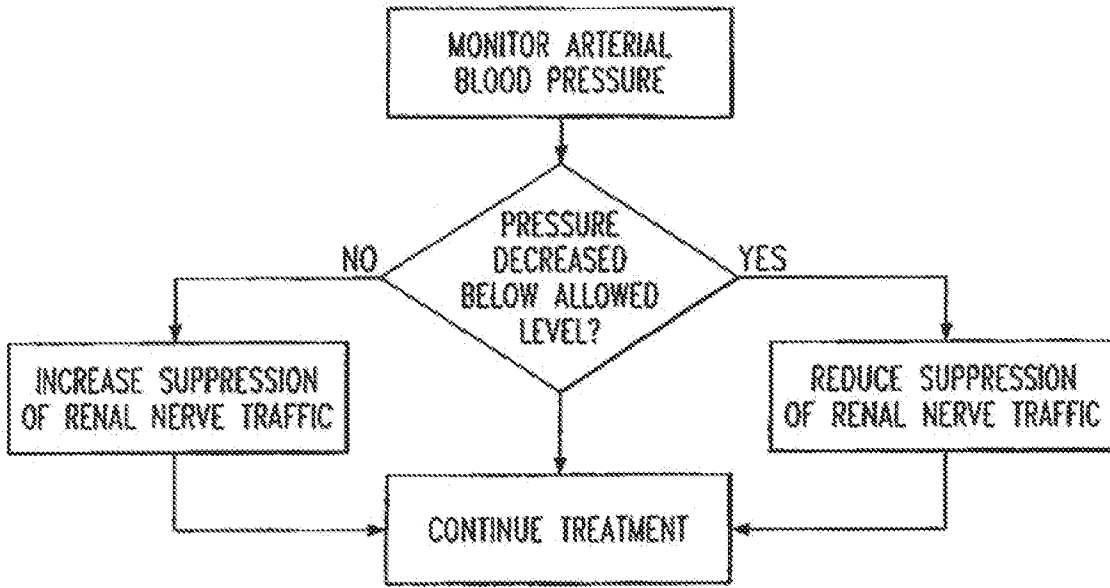 MONITOR ARTERIAL
BLOOD PRESSURE
PRESSURE
DECREASED
BELOW ALLOWED
LEVEL?
NO
YES
INCREASE SUPPRESSION
OF RENAL NERVE TRAFFIC
REDUCE SUPPRESSION
OF RENAL NERVE TRAFFIC
CONTINUE TREATMENT